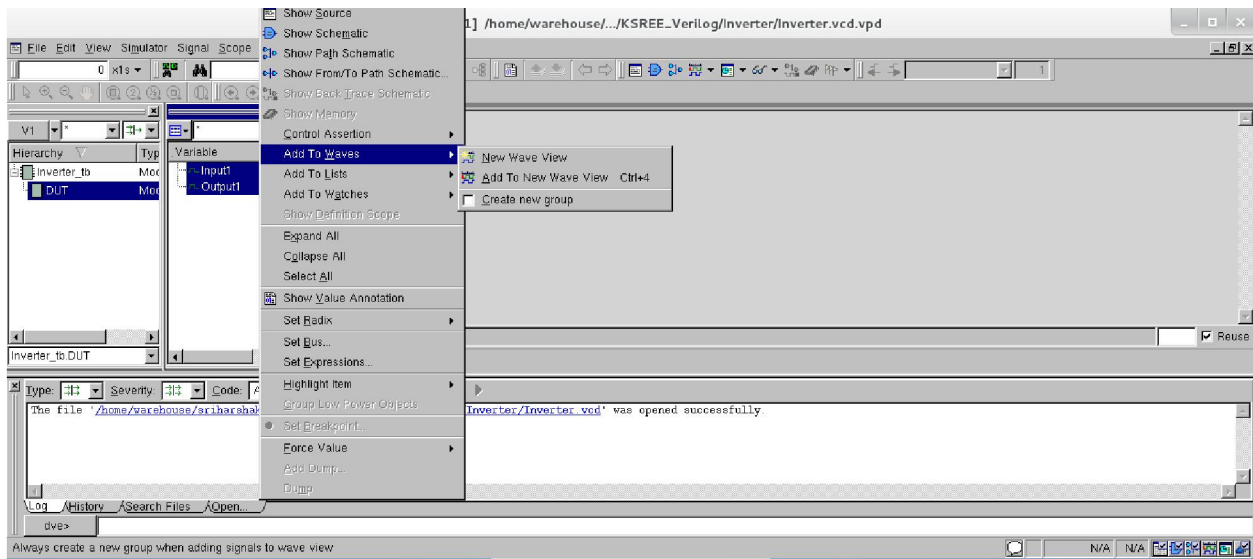 1] /home/warehouse/.../KSREE_Verilog/Inverter/Inverter.vcd.vpd
File Edit View Simulator Signal Scope
0 x1s
1
V1 *
*
Hierarchy Typ
Variable
Inverter_tb Mod
DUT Mod
Input1
Output1
Show Source
Show Schematic
Show Path Schematic
Show From/To Path Schematic...
Show Back Trace Schematic
Show Memory
Control Assertion
Add To Waves
Add To Lists
Add To Watches
Show Definition Scope
Expand All
Collapse All
Select All
Show Value Annotation
Set Radix
Set Bus...
Set Expressions...
Highlight Item
Group Low Power Objects
Set Breakpoint...
Force Value
Add Dump...
Dump
New Wave View
Add To New Wave View Ctrl+4
Create new group
Reuse
Inverter_tb.DUT
Type: Severity: Code: A
The file '/home/warehouse/sriharshak
Inverter/Inverter.vcd' was opened successfully.
Log History Search Files Open...
dve>
Always create a new group when adding signals to wave view
N/A N/A